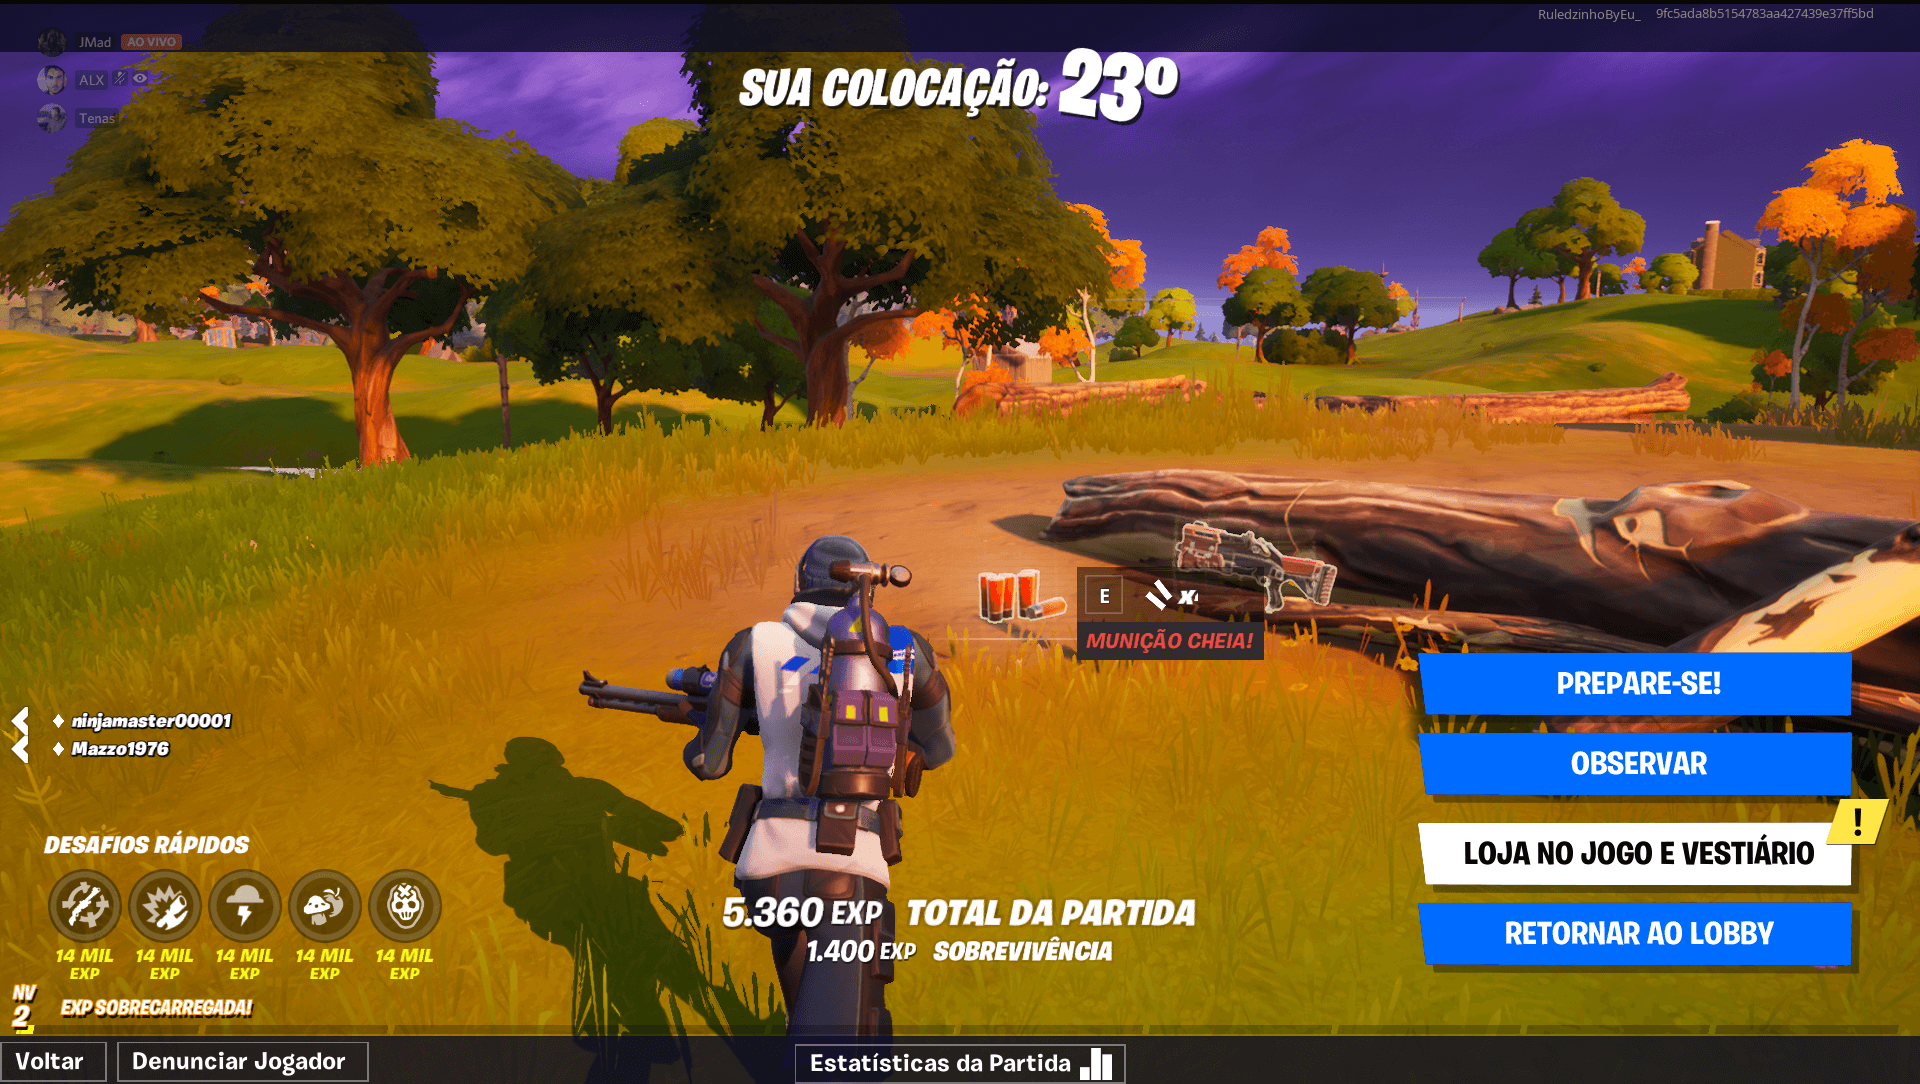 RuledzinhoByEu_ 9fc5ada8b5154783aa427439e37ff5bd
JMad AO VIVO
ALX
Tenas
SUA COLOCAÇÃO: 23º
E
MUNIÇÃO CHEIA!
PREPARE-SE!
OBSERVAR
!
LOJA NO JOGO E VESTIÁRIO
RETORNAR AO LOBBY
ninjamaster00001
Mazzo1976
DESAFIOS RÁPIDOS
14 MIL EXP
14 MIL EXP
14 MIL EXP
14 MIL EXP
14 MIL EXP
5.360 EXP TOTAL DA PARTIDA
1.400 EXP SOBREVIVÊNCIA
NV
2
EXP SOBRECARREGADA!
Voltar
Denunciar Jogador
Estatísticas da Partida